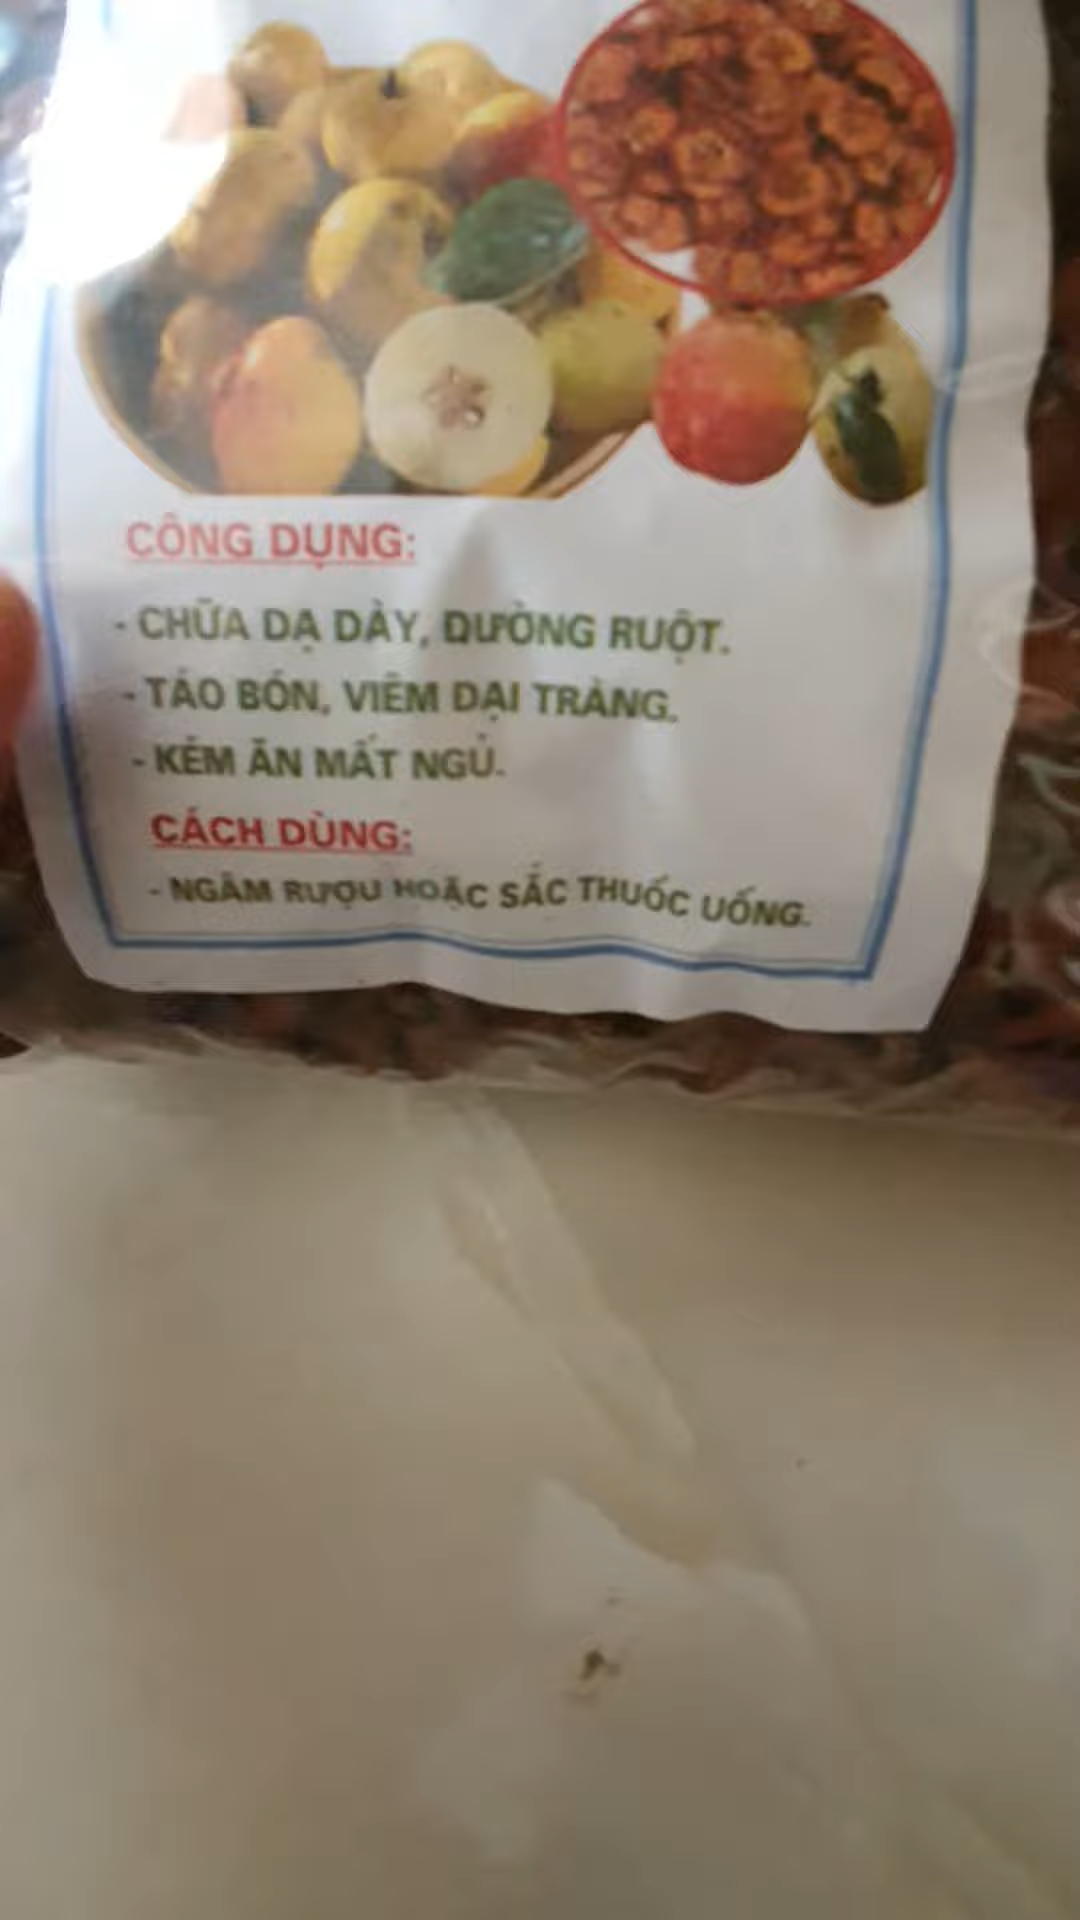 CÔNG DỤNG:
- CHỮA DẠ DÀY, ĐƯỜNG RUỘT.
- TÁO BÓN, VIÊM ĐẠI TRÀNG.
- KÉM ĂN MẤT NGỦ.
CÁCH DÙNG:
- NGÂM RƯỢU HOẶC SẮC THUỐC UỐNG.